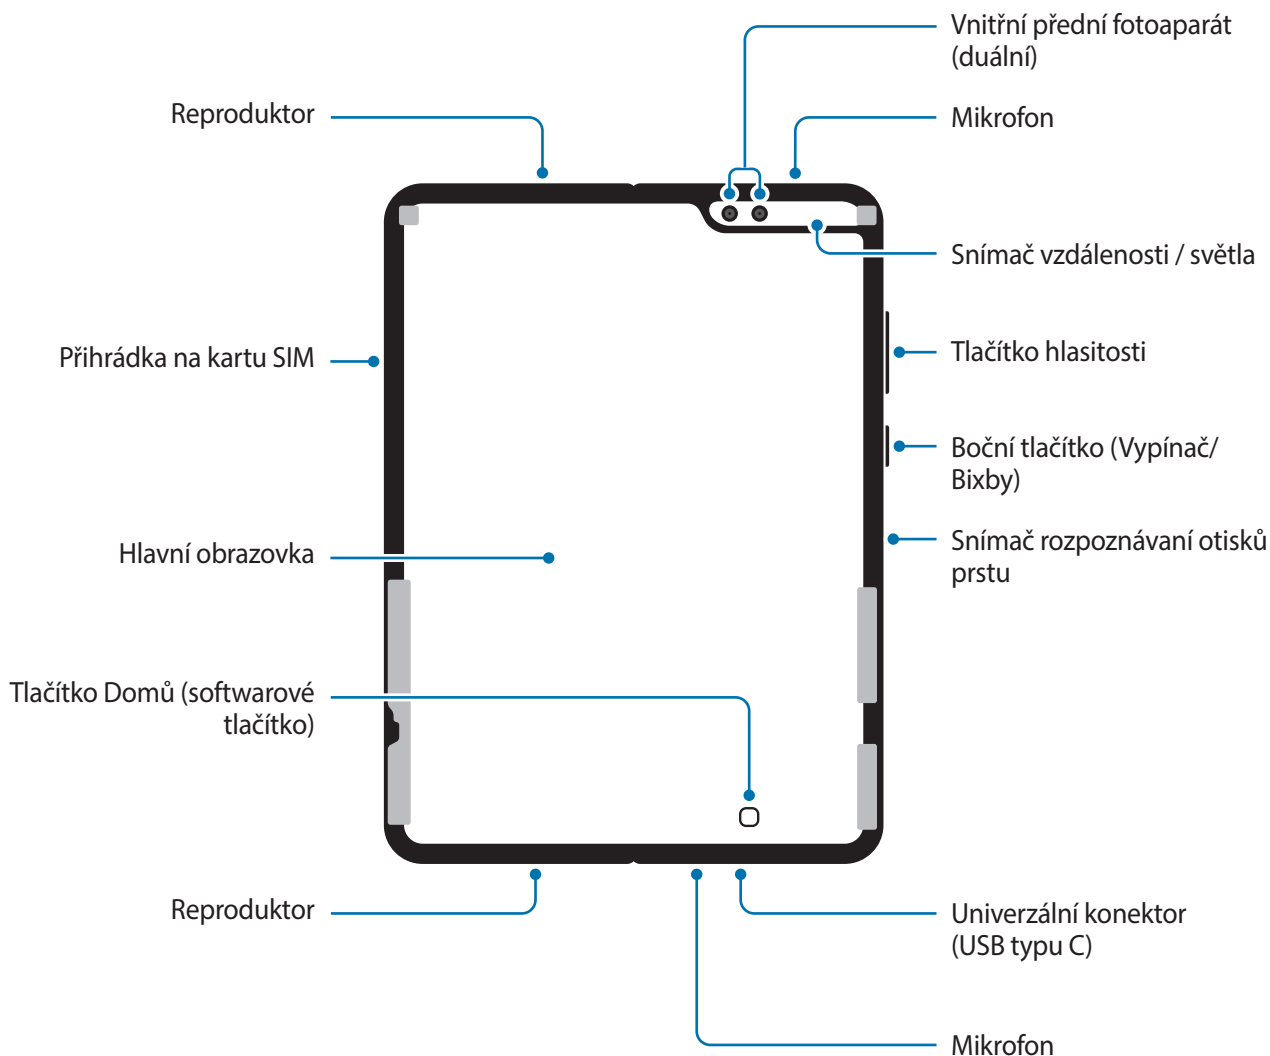 Vnitřní přední fotoaparát
(duální)
Reproduktor
Mikrofon
Snímač vzdálenosti / světla
Přihrádka na kartu SIM
Tlačítko hlasitosti
Boční tlačítko (Vypínač/
Bixby)
Hlavní obrazovka
Snímač rozpoznávaní otisků
prstu
Tlačítko Domů (softwarové
tlačítko)
Reproduktor
Univerzální konektor
(USB typu C)
Mikrofon